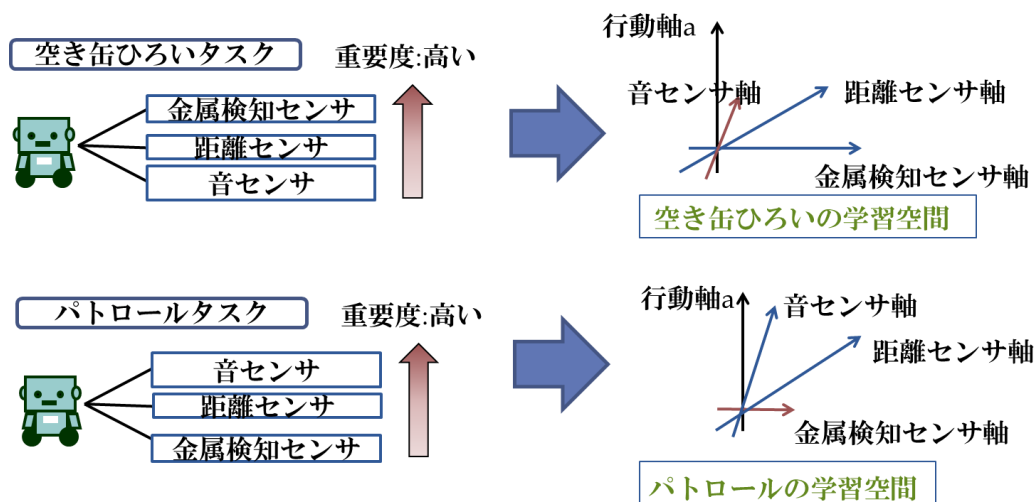 空き缶ひろいタスク
重要度:高い
金属検知センサ
距離センサ
音センサ
行動軸a
音センサ軸
距離センサ軸
金属検知センサ軸
空き缶ひろいの学習空間
パトロールタスク
重要度:高い
音センサ
距離センサ
金属検知センサ
行動軸a
音センサ軸
距離センサ軸
金属検知センサ軸
パトロールの学習空間